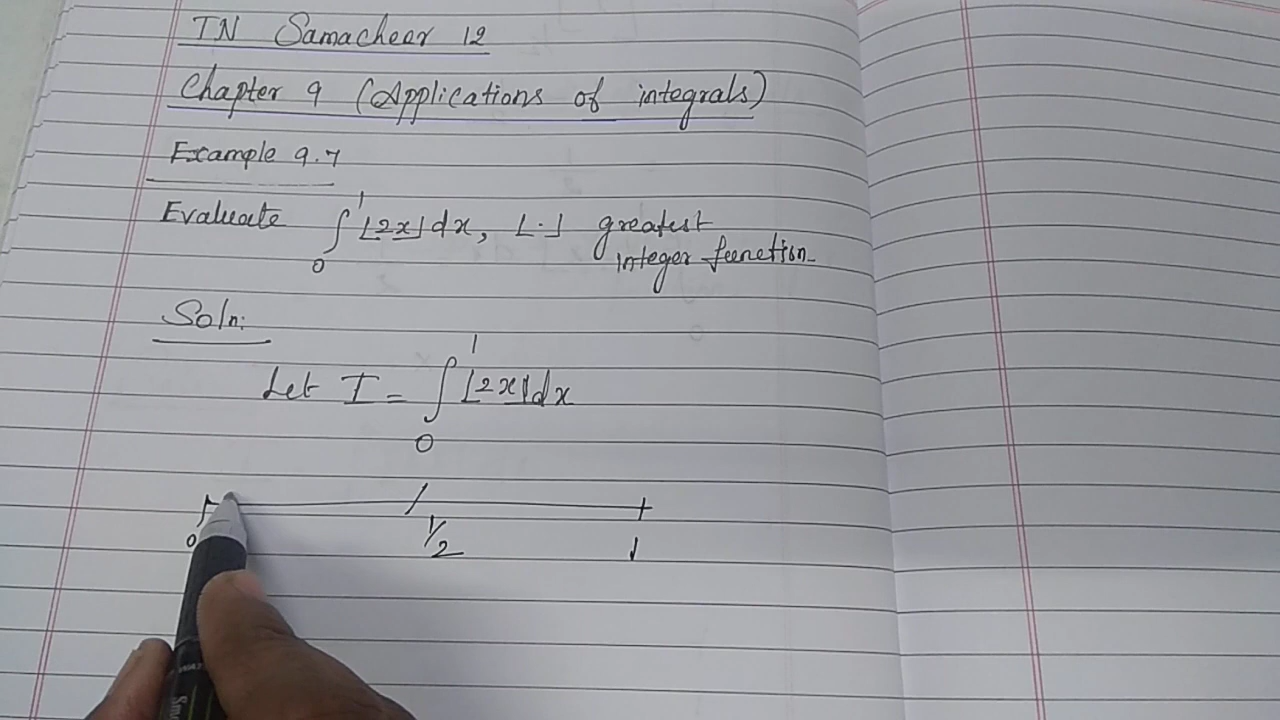 TN Samacheer 12
Chapter 9 (Applications of integrals)
Example 9.7
Evaluate ∫₀¹ ⌊2x⌋dx, ⌊.⌋ greatest
integer function
Soln:
Let I = ∫₀¹ ⌊2x⌋dx
0 1/2 1